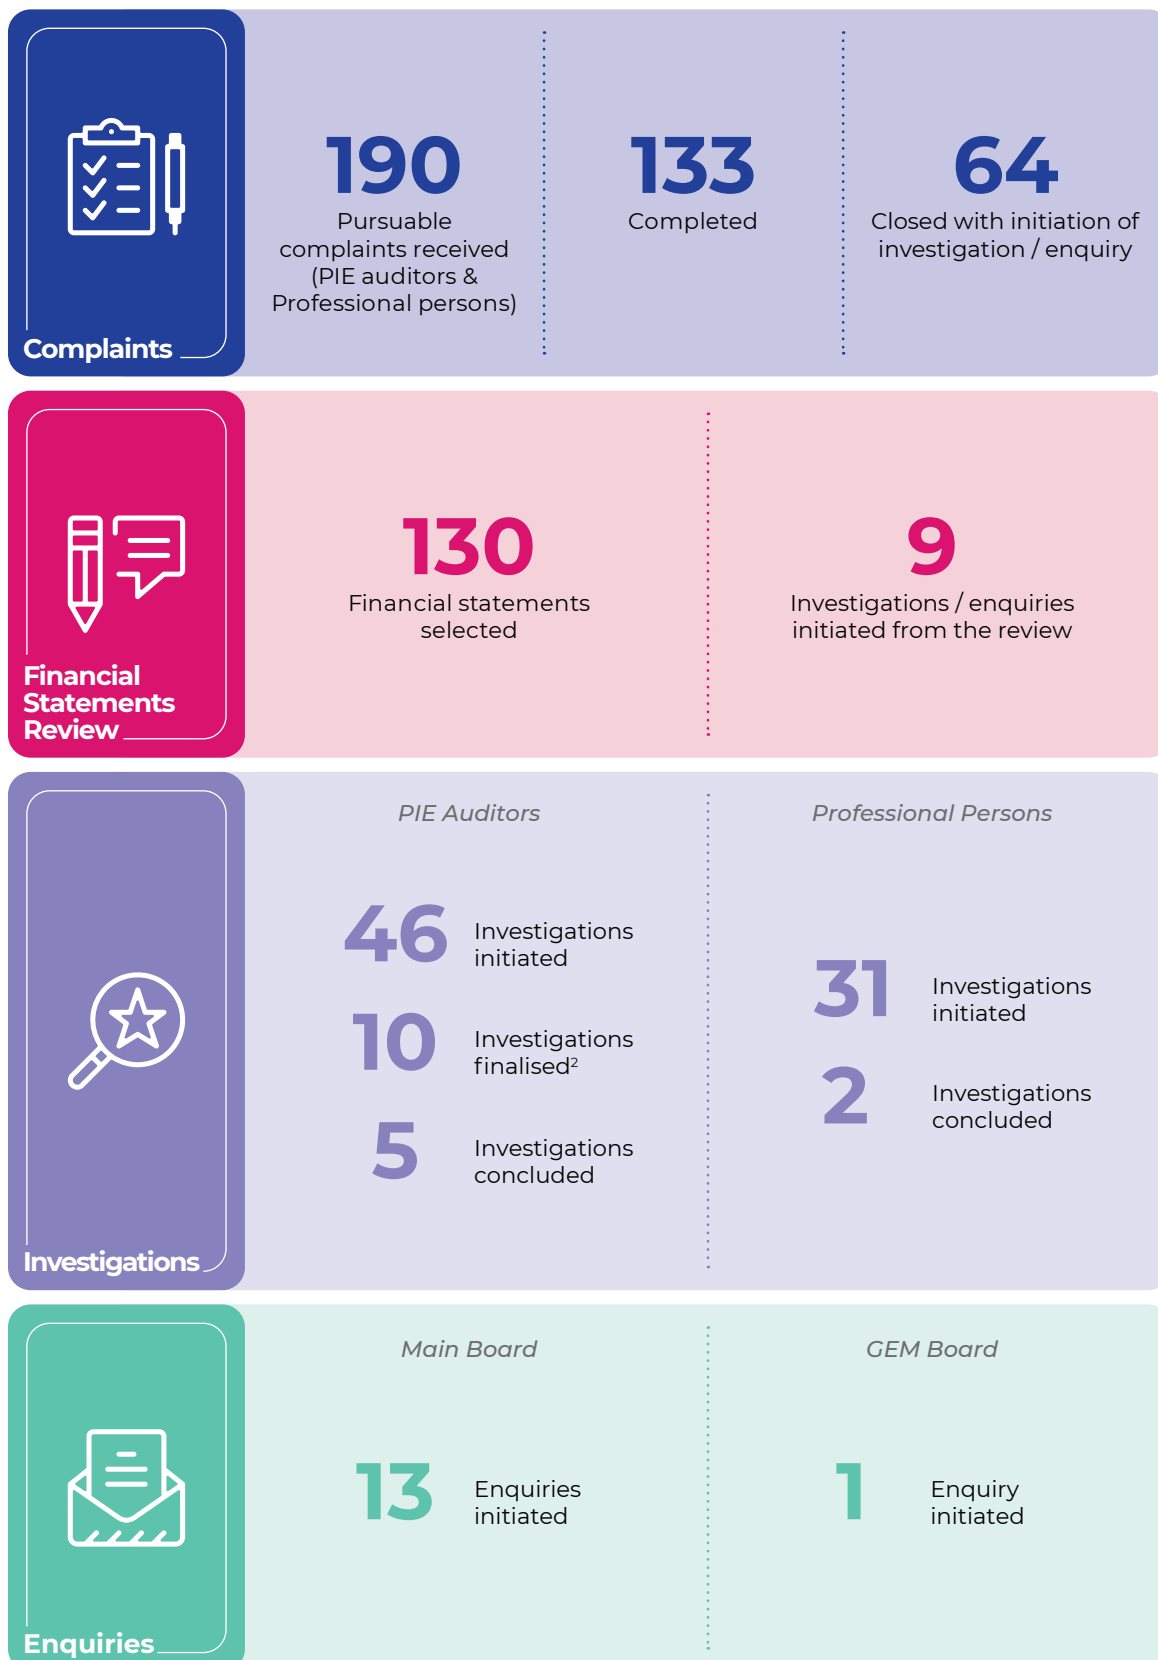 Complaints
190
Pursuable
complaints received
(PIE auditors &
Professional persons)
133
Completed
64
Closed with initiation of
investigation / enquiry
Financial
Statements
Review
130
Financial statements
selected
9
Investigations / enquiries
initiated from the review
Investigations
PIE Auditors
46
Investigations
initiated
10
Investigations
finalised²
5
Investigations
concluded
Professional Persons
31
Investigations
initiated
2
Investigations
concluded
Enquiries
Main Board
13
Enquiries
initiated
GEM Board
1
Enquiry
initiated